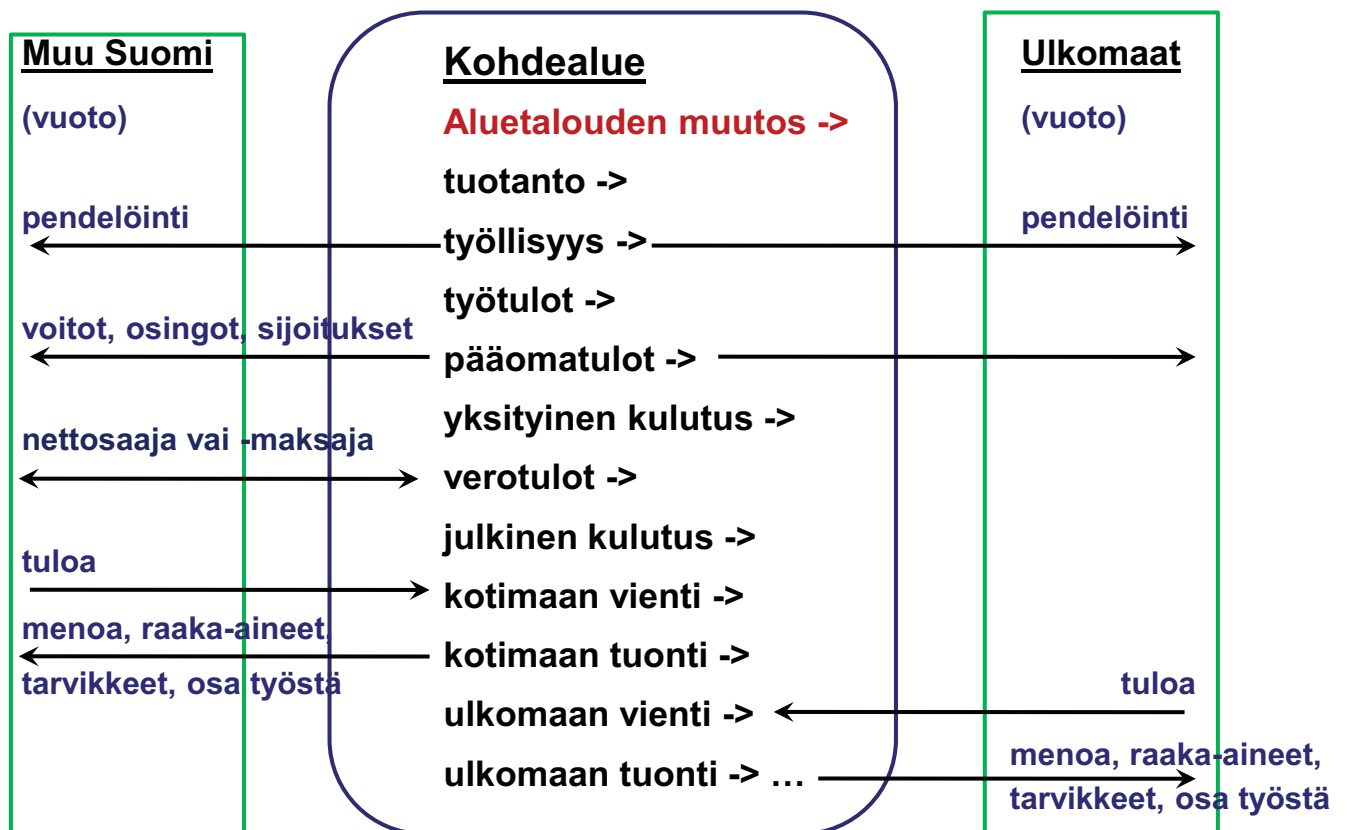 Muu Suomi
(vuoto)
pendelöinti
voitot, osingot, sijoitukset
nettosaaja vai -maksaja
tuloa
menoa, raaka-aineet,
tarvikkeet, osa työstä
Kohdealue
Aluetalouden muutos ->
tuotanto ->
työllisyys ->
työtulot ->
pääomatulot ->
yksityinen kulutus ->
verotulot ->
julkinen kulutus ->
kotimaan vienti ->
kotimaan tuonti ->
ulkomaan vienti ->
ulkomaan tuonti -> …
Ulkomaat
(vuoto)
pendelöinti
tuloa
menoa, raaka-aineet,
tarvikkeet, osa työstä